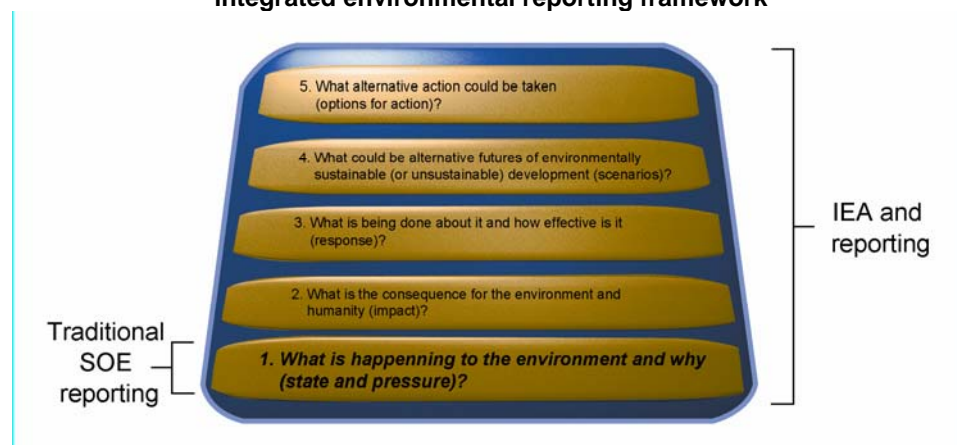 integrated environmental reporting framework
5. What alternative action could be taken
(options for action)?
4. What could be alternative futures of environmentally
sustainable (or unsustainable) development (scenarios)?
3. What is being done about it and how effective is it
(response)?
2. What is the consequence for the environment and
humanity (impact)?
1. What is happenning to the environment and why
(state and pressure)?
Traditional
SOE
reporting
IEA and
reporting